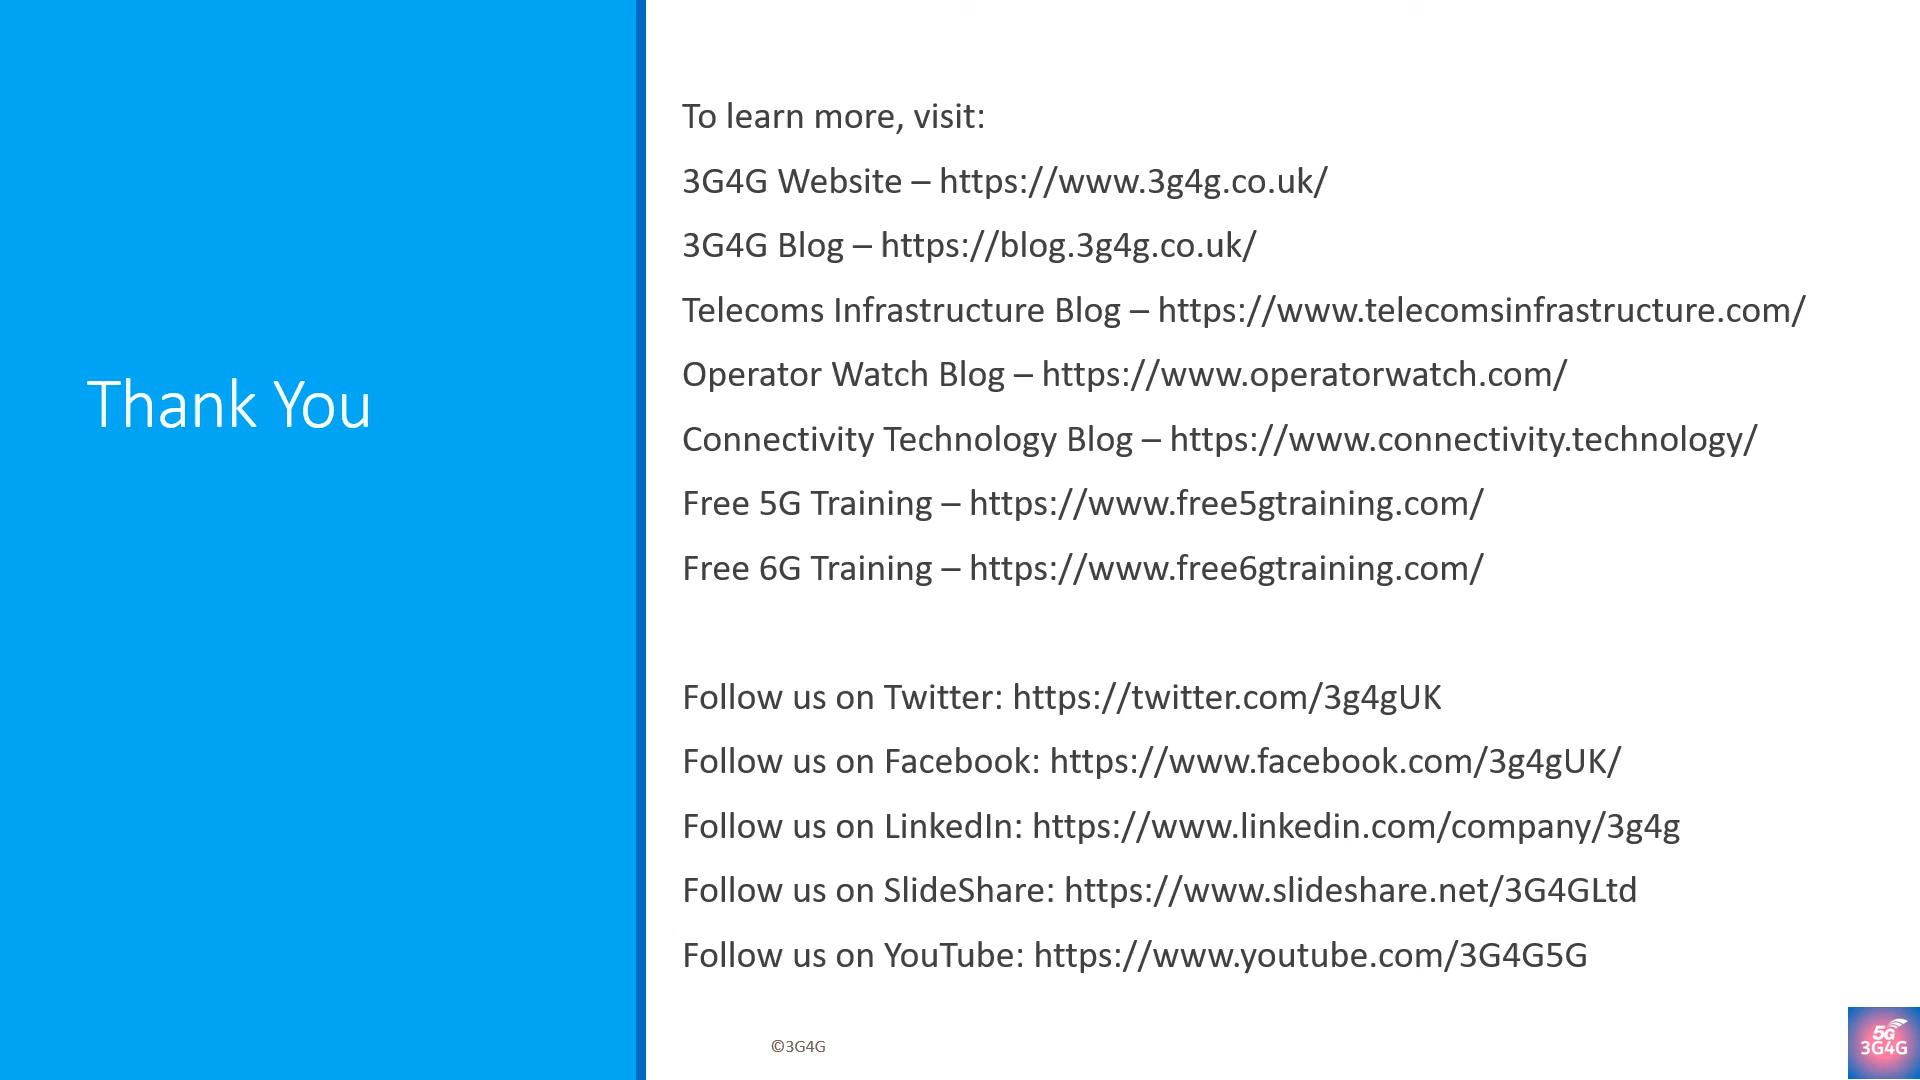 Thank You
To learn more, visit:
3G4G Website – https://www.3g4g.co.uk/
3G4G Blog – https://blog.3g4g.co.uk/
Telecoms Infrastructure Blog – https://www.telecomsinfrastructure.com/
Operator Watch Blog – https://www.operatorwatch.com/
Connectivity Technology Blog – https://www.connectivity.technology/
Free 5G Training – https://www.free5gtraining.com/
Free 6G Training – https://www.free6gtraining.com/
Follow us on Twitter: https://twitter.com/3g4gUK
Follow us on Facebook: https://www.facebook.com/3g4gUK/
Follow us on LinkedIn: https://www.linkedin.com/company/3g4g
Follow us on SlideShare: https://www.slideshare.net/3G4GLtd
Follow us on YouTube: https://www.youtube.com/3G4G5G
©3G4G
5G
3G4G